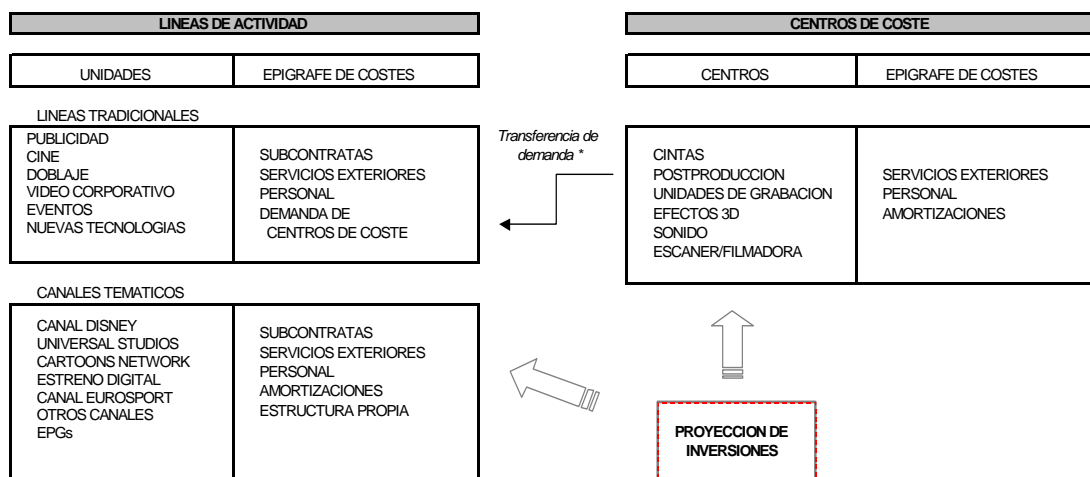 LINEAS DE ACTIVIDAD
UNIDADES
EPIGRAFE DE COSTES
LINEAS TRADICIONALES
PUBLICIDAD
CINE
DOBLAJE
VIDEO CORPORATIVO
EVENTOS
NUEVAS TECNOLOGIAS
SUBCONTRATAS
SERVICIOS EXTERIORES
PERSONAL
DEMANDA DE
CENTROS DE COSTE
CANALES TEMATICOS
CANAL DISNEY
UNIVERSAL STUDIOS
CARTOONS NETWORK
ESTRENO DIGITAL
CANAL EUROSPORT
OTROS CANALES
EPGs
SUBCONTRATAS
SERVICIOS EXTERIORES
PERSONAL
AMORTIZACIONES
ESTRUCTURA PROPIA
Transferencia de
demanda *
CENTROS DE COSTE
CENTROS
EPIGRAFE DE COSTES
CINTAS
POSTPRODUCCION
UNIDADES DE GRABACION
EFECTOS 3D
SONIDO
ESCANER/FILMADORA
SERVICIOS EXTERIORES
PERSONAL
AMORTIZACIONES
PROYECCION DE
INVERSIONES